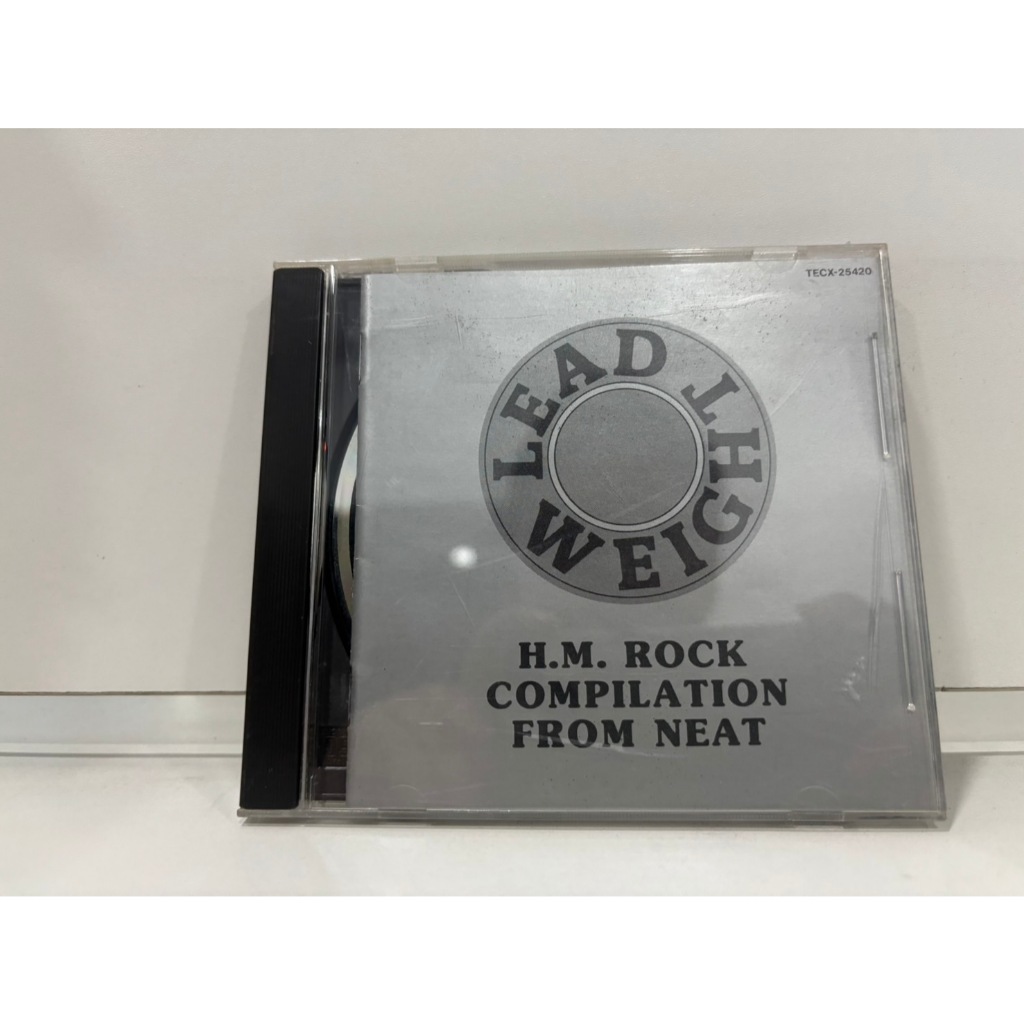 TECX-25420
LEAD WEIGHT
H.M. ROCK
COMPILATION
FROM NEAT